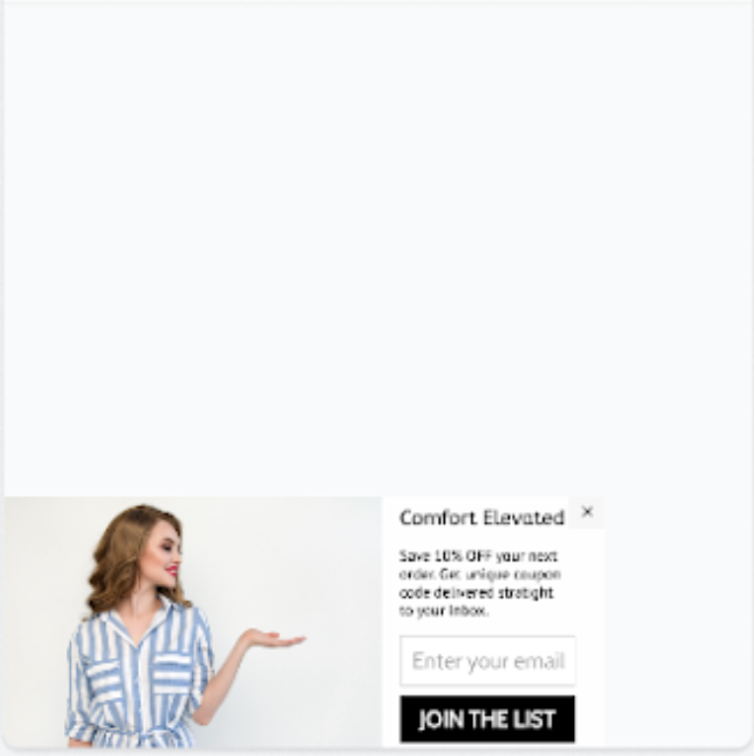 Comfort Elevated
×
Save 10% OFF your next
order. Get unique coupon
code delivered straight
to your inbox.
Enter your email
JOIN THE LIST